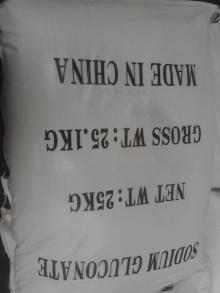 SODIUM GLUCONATE
NET WT: 25KG
GROSS WT: 25.1KG
MADE IN CHINA